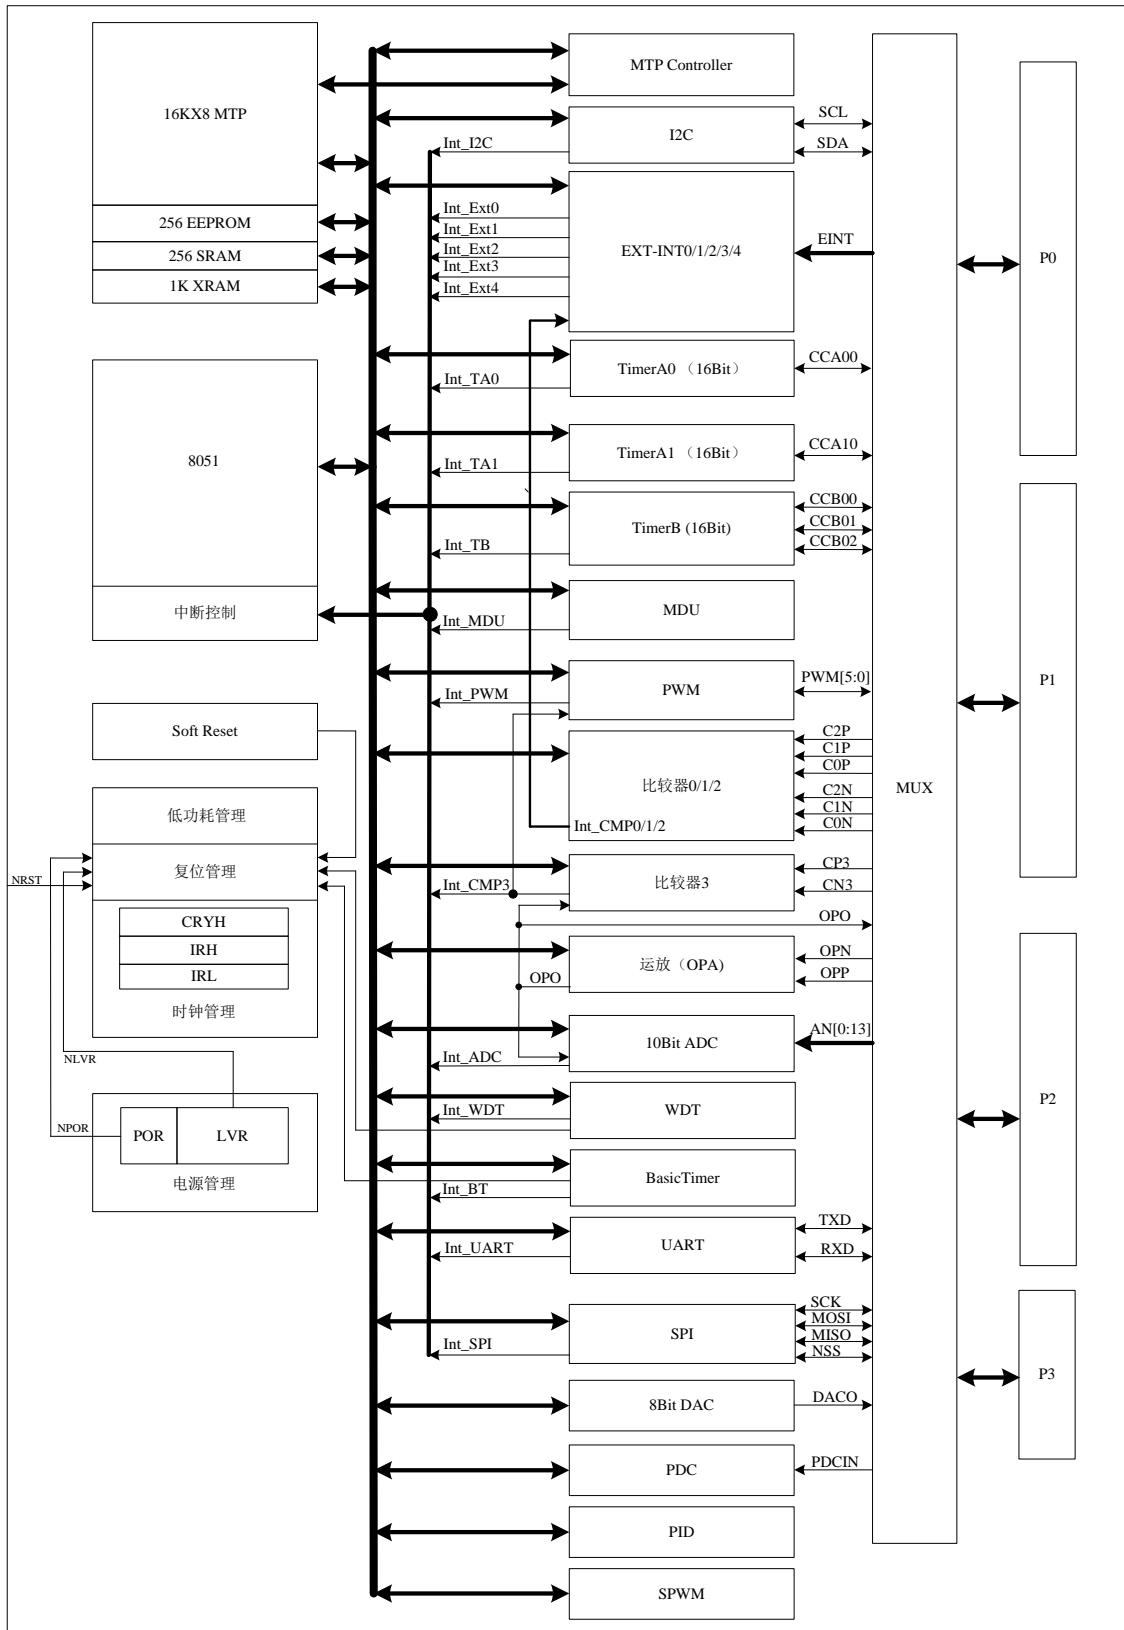 16KX8 MTP
256 EEPROM
256 SRAM
1K XRAM
8051
中断控制
Soft Reset
低功耗管理
复位管理
NRST
CRYH
IRH
IRL
时钟管理
NLVR
NPOR
POR
LVR
电源管理
MTP Controller
I2C
SCL
SDA
Int_I2C
Int_Ext0
Int_Ext1
Int_Ext2
Int_Ext3
Int_Ext4
EXT-INT0/1/2/3/4
EINT
TimerA0 （16Bit）
Int_TA0
CCA00
TimerA1 （16Bit）
Int_TA1
CCA10
TimerB (16Bit)
Int_TB
CCB00
CCB01
CCB02
MDU
Int_MDU
PWM
Int_PWM
PWM[5:0]
比较器0/1/2
Int_CMP0/1/2
C2P
C1P
C0P
C2N
C1N
C0N
比较器3
Int_CMP3
CP3
CN3
OPO
运放（OPA)
OPO
OPN
OPP
10Bit ADC
Int_ADC
AN[0:13]
WDT
Int_WDT
BasicTimer
Int_BT
UART
Int_UART
TXD
RXD
SPI
Int_SPI
SCK
MOSI
MISO
NSS
8Bit DAC
DACO
PDC
PDCIN
PID
SPWM
MUX
P0
P1
P2
P3